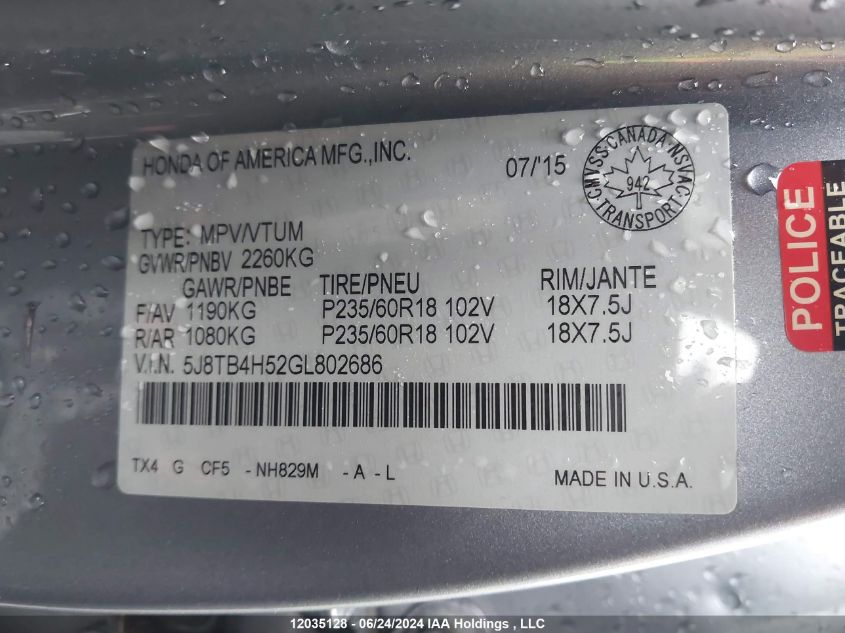 HONDA OF AMERICA MFG.,INC.
07/'15
CMVSS·CANADA·NSVAC
942
TRANSPORT
TYPE: MPV/VTUM
GVWR/PNBV 2260KG
GAWR/PNBE TIRE/PNEU RIM/JANTE
F/AV 1190KG P235/60R18 102V 18X7.5J
R/AR 1080KG P235/60R18 102V 18X7.5J
V.I.N. 5J8TB4H52GL802686
TX4 G CF5 - NH829M - A - L
MADE IN U.S.A.
POLICE
TRACEABLE
12035128 - 06/24/2024 IAA Holdings , LLC